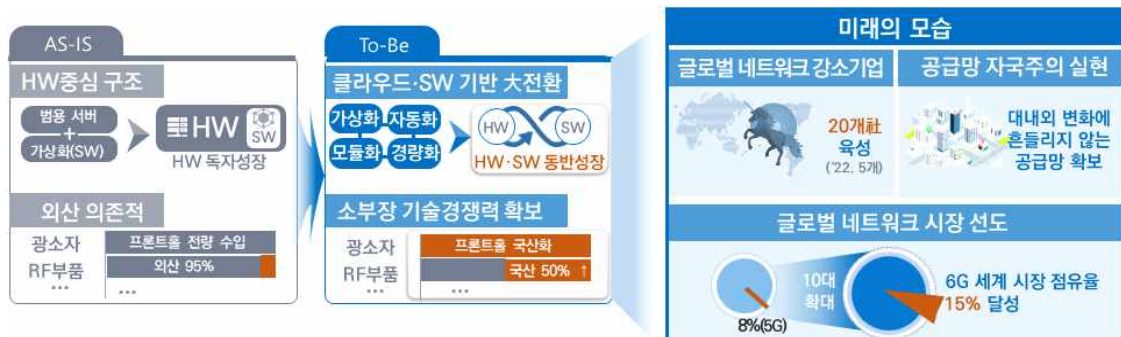 AS-IS
HW중심 구조
범용 서버
+
가상화(SW)
HW
SW
HW 독자성장
외산 의존적
광소자
프론트홀 전량 수입
RF부품
외산 95%
...
...
To-Be
클라우드·SW 기반 大전환
가상화
자동화
모듈화
경량화
HW
SW
HW·SW 동반성장
소부장 기술경쟁력 확보
광소자
프론트홀 국산화
RF부품
국산 50% ↑
...
...
미래의 모습
글로벌 네트워크 강소기업
20개社
육성
('22. 5개)
공급망 자국주의 실현
대내외 변화에
흔들리지 않는
공급망 확보
글로벌 네트워크 시장 선도
8%(5G)
10대
확대
6G 세계 시장 점유율
15% 달성